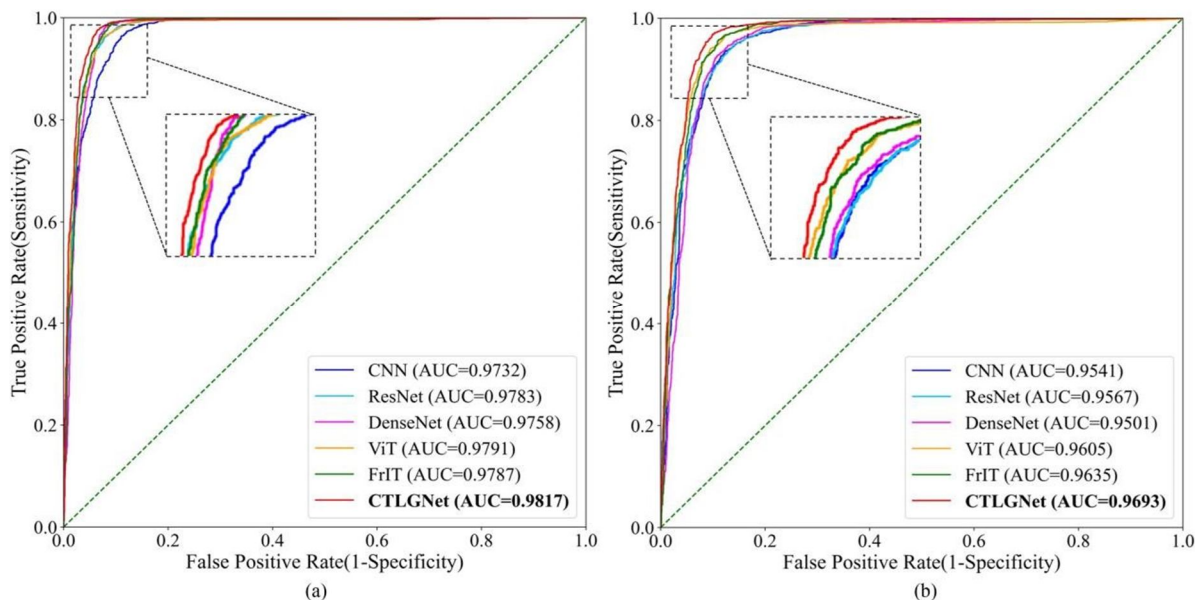 1.0
0.8
0.6
0.4
0.2
0.0
True Positive Rate(Sensitivity)
CNN (AUC=0.9732)
ResNet (AUC=0.9783)
DenseNet (AUC=0.9758)
ViT (AUC=0.9791)
FrIT (AUC=0.9787)
CTLGNet (AUC=0.9817)
0.0 0.2 0.4 0.6 0.8 1.0
False Positive Rate(1-Specificity)
(a)
1.0
0.8
0.6
0.4
0.2
0.0
True Positive Rate(Sensitivity)
CNN (AUC=0.9541)
ResNet (AUC=0.9567)
DenseNet (AUC=0.9501)
ViT (AUC=0.9605)
FrIT (AUC=0.9635)
CTLGNet (AUC=0.9693)
0.0 0.2 0.4 0.6 0.8 1.0
False Positive Rate(1-Specificity)
(b)